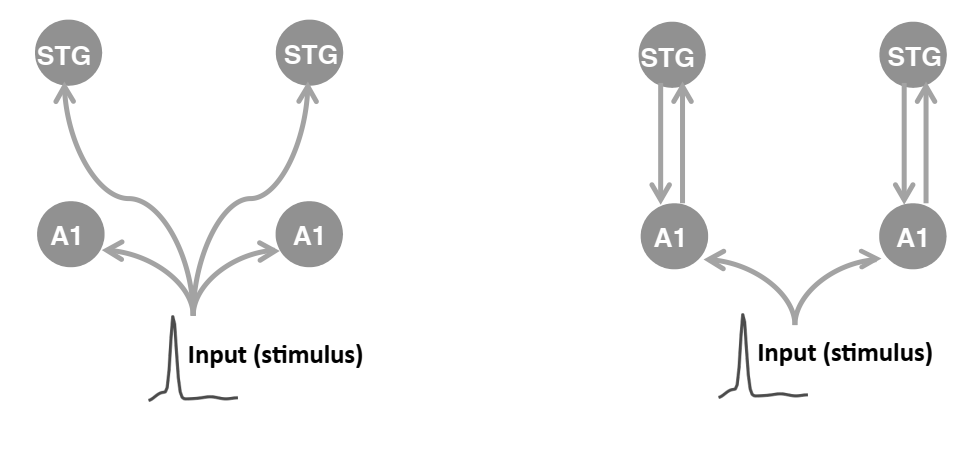 STG
STG
A1
A1
Input (stimulus)
STG
STG
A1
A1
Input (stimulus)